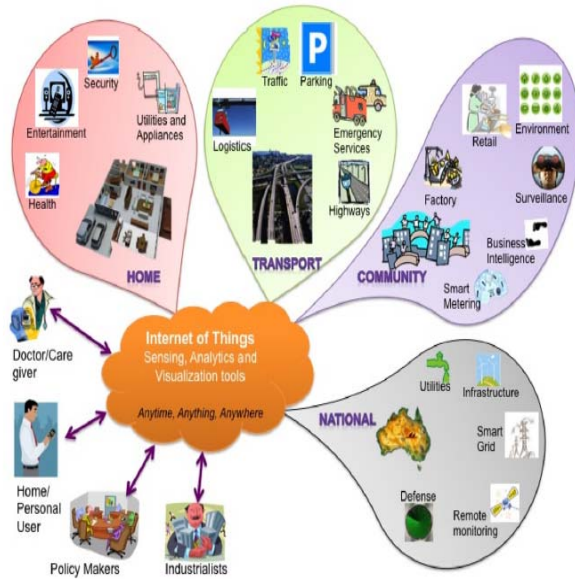 Security
Entertainment
Utilities and
Appliances
Health
HOME
Traffic
P
Parking
Logistics
Emergency
Services
Highways
TRANSPORT
Retail
Environment
Factory
Surveillance
Business
Intelligence
COMMUNITY
Smart
Metering
Internet of Things
Sensing, Analytics and
Visualization tools
Anytime, Anything, Anywhere
Doctor/Care
giver
Home/
Personal
User
Policy Makers
Industrialists
NATIONAL
Utilities
Infrastructure
Smart
Grid
Defense
Remote
monitoring